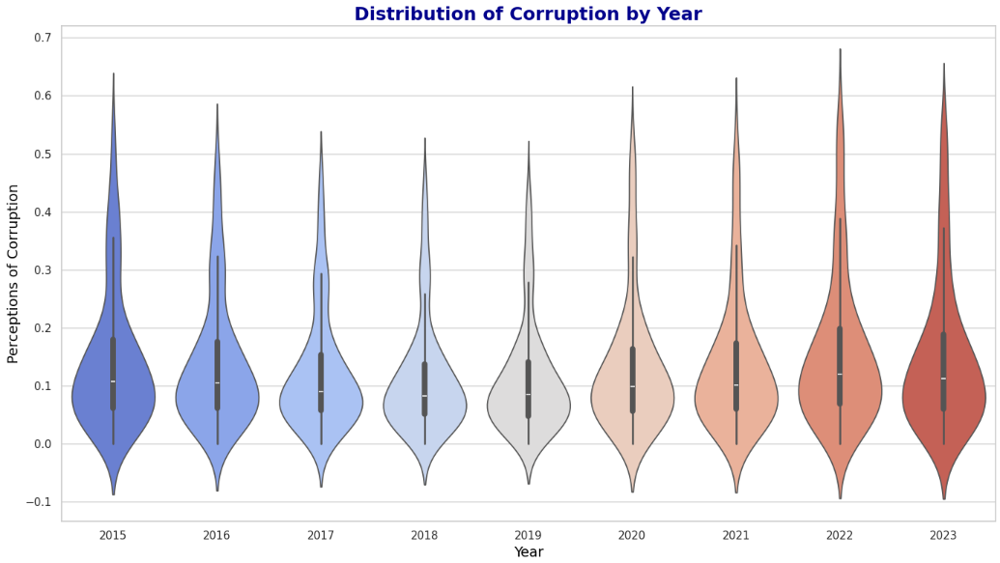 Distribution of Corruption by Year
Perceptions of Corruption
0.7
0.6
0.5
0.4
0.3
0.2
0.1
0.0
−0.1
2015 2016 2017 2018 2019 2020 2021 2022 2023
Year